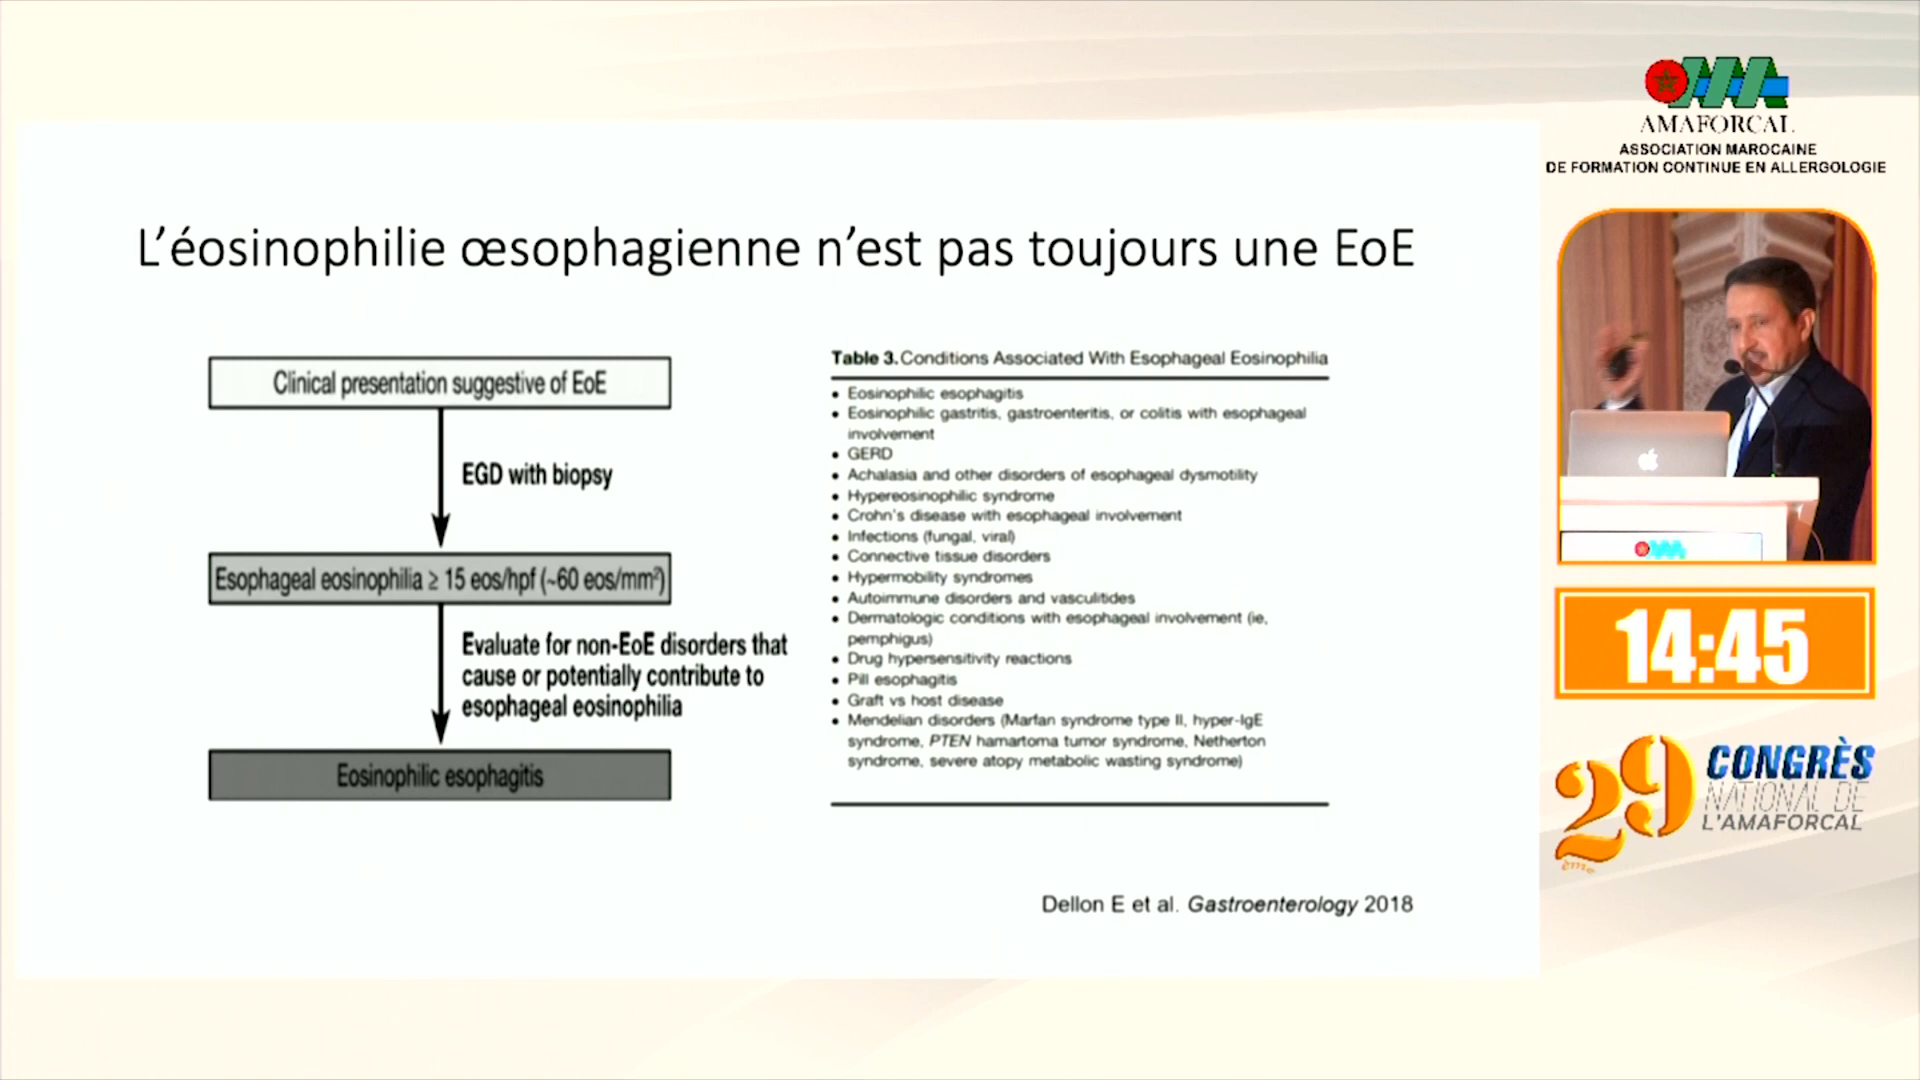 AMAFORCAL
ASSOCIATION MAROCAINE
DE FORMATION CONTINUE EN ALLERGOLOGIE
L'éosinophilie œsophagienne n'est pas toujours une EoE
Clinical presentation suggestive of EoE
EGD with biopsy
Esophageal eosinophilia ≥ 15 eos/hpf (~60 eos/mm²)
Evaluate for non-EoE disorders that
cause or potentially contribute to
esophageal eosinophilia
Eosinophilic esophagitis
Table 3. Conditions Associated With Esophageal Eosinophilia
• Eosinophilic esophagitis
• Eosinophilic gastritis, gastroenteritis, or colitis with esophageal
involvement
• GERD
• Achalasia and other disorders of esophageal dysmotility
• Hypereosinophilic syndrome
• Crohn's disease with esophageal involvement
• Infections (fungal, viral)
• Connective tissue disorders
• Hypermobility syndromes
• Autoimmune disorders and vasculitides
• Dermatologic conditions with esophageal involvement (ie,
pemphigus)
• Drug hypersensitivity reactions
• Pill esophagitis
• Graft vs host disease
• Mendelian disorders (Marfan syndrome type II, hyper-IgE
syndrome, PTEN hamartoma tumor syndrome, Netherton
syndrome, severe atopy metabolic wasting syndrome)
Dellon E et al. Gastroenterology 2018
14:45
29ème
CONGRÈS
NATIONAL DE
L'AMAFORCAL